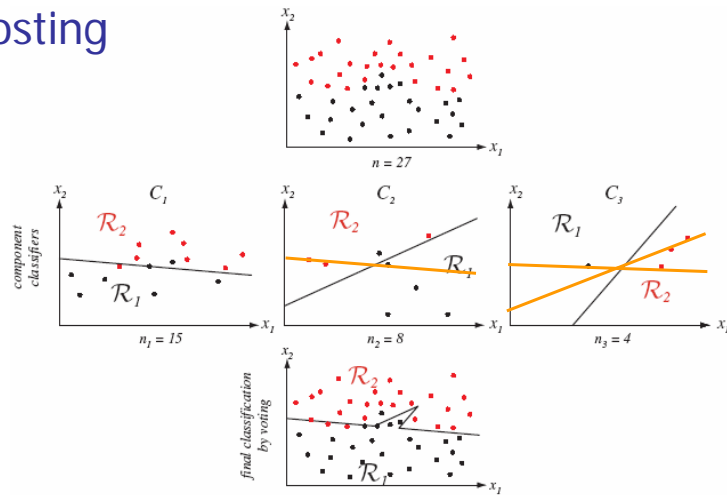 osting
x2
x1
n = 27
component
classifiers
x2
C1
R2
R1
x1
n1 = 15
x2
C2
R2
R1
x1
n2 = 8
x2
C3
R1
R2
x1
n3 = 4
final classification
by voting
x2
R2
R1
x1